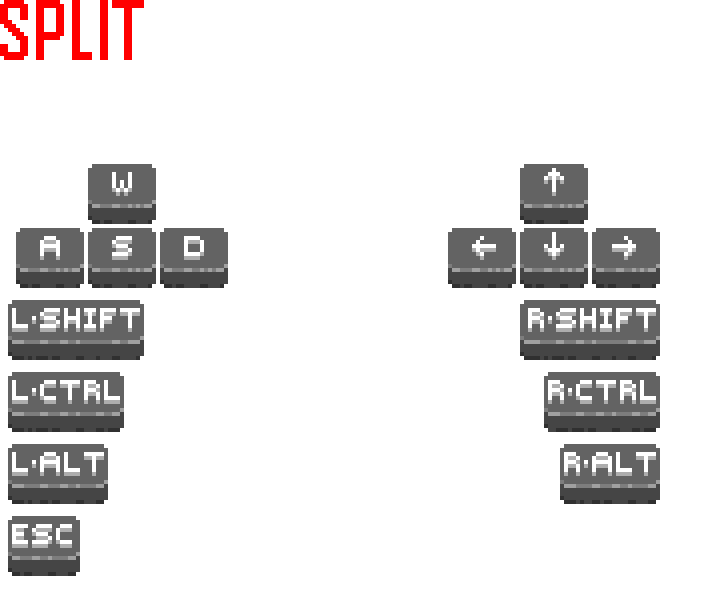 SPLIT
W ↑
A S D ← ↓ →
L·SHIFT R·SHIFT
L·CTRL R·CTRL
L·ALT R·ALT
ESC